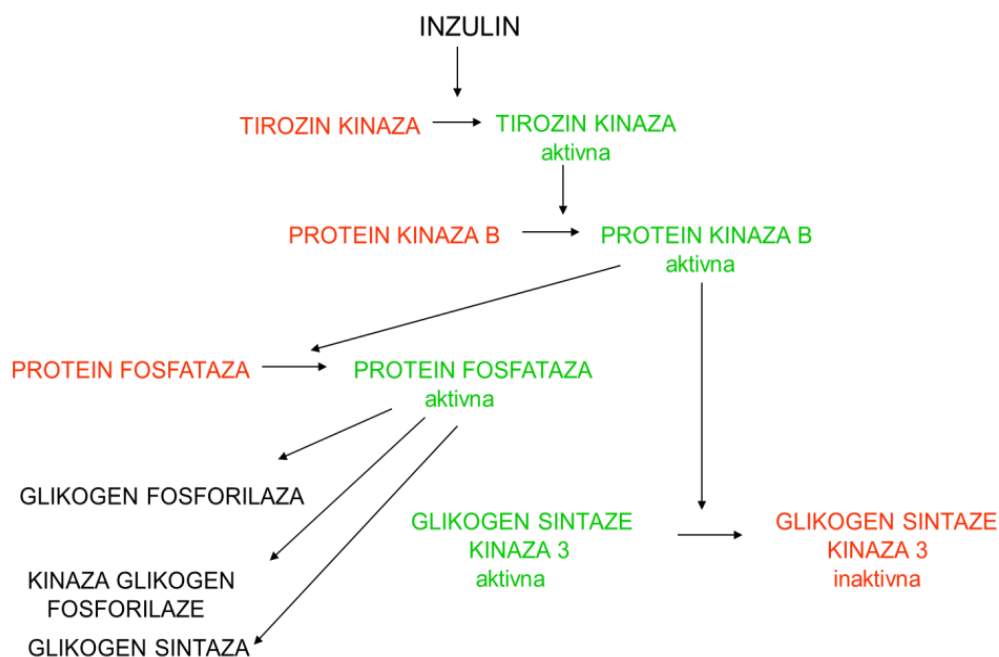 INZULIN
TIROZIN KINAZA
TIROZIN KINAZA
aktivna
PROTEIN KINAZA B
PROTEIN KINAZA B
aktivna
PROTEIN FOSFATAZA
PROTEIN FOSFATAZA
aktivna
GLIKOGEN FOSFORILAZA
GLIKOGEN SINTAZE
KINAZA 3
aktivna
GLIKOGEN SINTAZE
KINAZA 3
inaktivna
KINAZA GLIKOGEN
FOSFORILAZE
GLIKOGEN SINTAZA